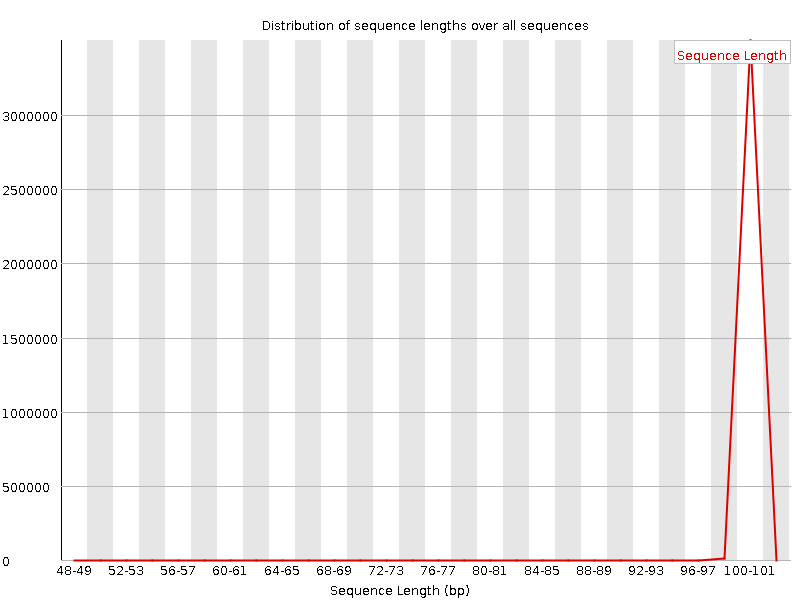 Distribution of sequence lengths over all sequences
Sequence Length
3000000
2500000
2000000
1500000
1000000
500000
0
48-49 52-53 56-57 60-61 64-65 68-69 72-73 76-77 80-81 84-85 88-89 92-93 96-97 100-101
Sequence Length (bp)